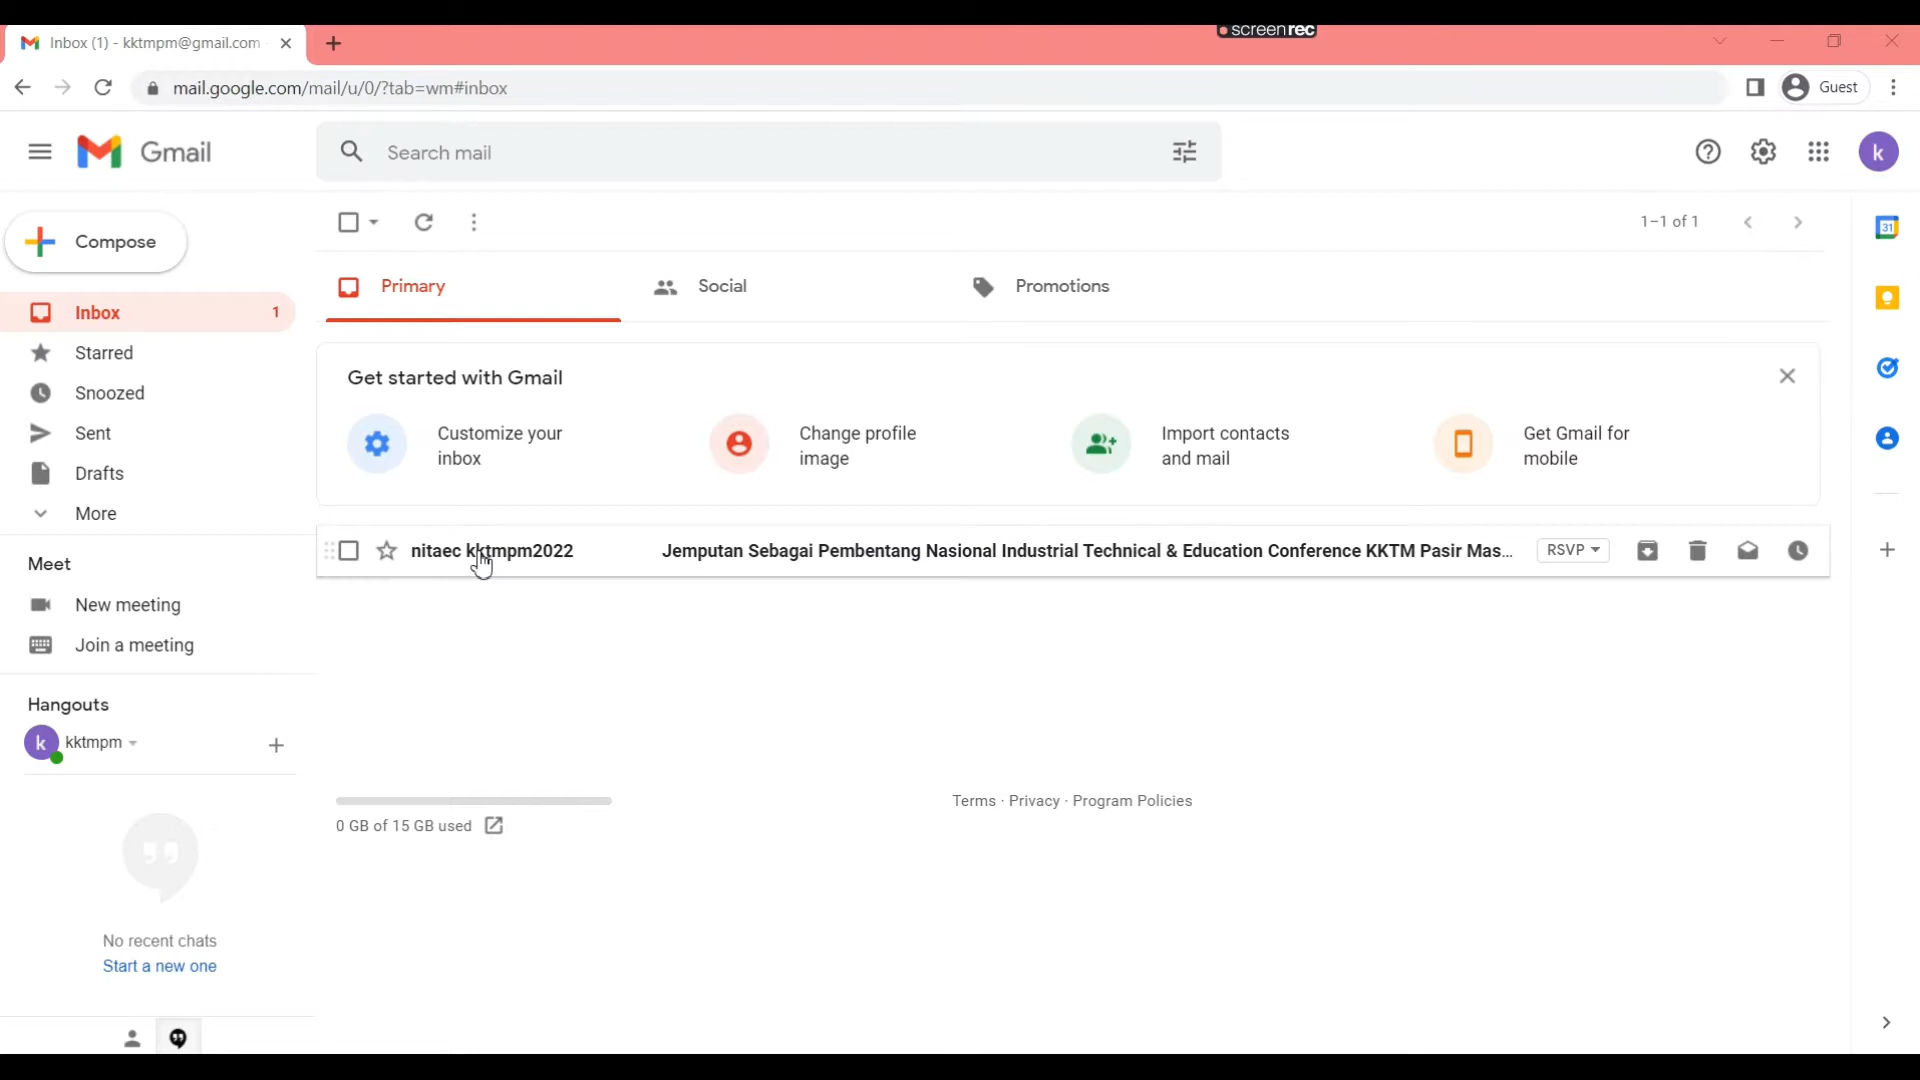 screenrec
Inbox (1) - kktmpm@gmail.com
mail.google.com/mail/u/0/?tab=wm#inbox
Guest
Gmail
Search mail
k
Compose
1–1 of 1
31
Primary
Social
Promotions
Inbox 1
Starred
Snoozed
Sent
Drafts
More
Get started with Gmail
Customize your
inbox
Change profile
image
Import contacts
and mail
Get Gmail for
mobile
nitaec kktmpm2022 Jemputan Sebagai Pembentang Nasional Industrial Technical & Education Conference KKTM Pasir Mas... RSVP
Meet
New meeting
Join a meeting
Hangouts
k kktmpm
No recent chats
Start a new one
Terms · Privacy · Program Policies
0 GB of 15 GB used